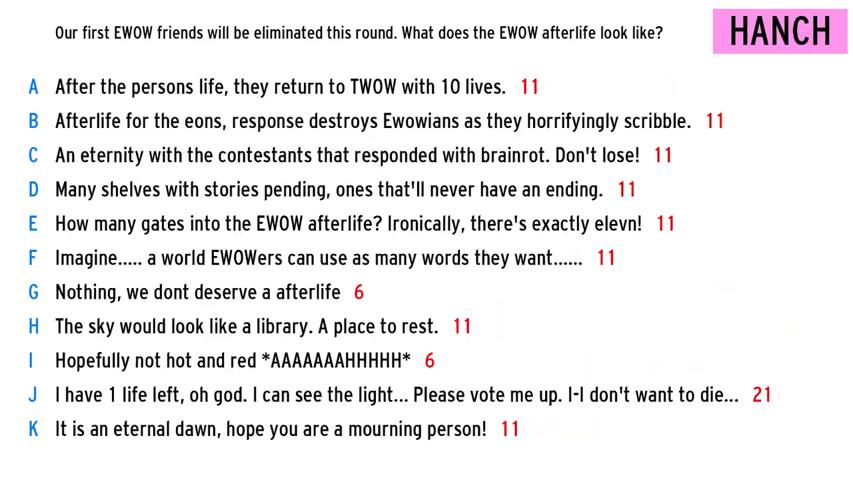 Our first EWOW friends will be eliminated this round. What does the EWOW afterlife look like?
HANCH
A After the persons life, they return to TWOW with 10 lives. 11
B Afterlife for the eons, response destroys Ewowians as they horrifyingly scribble. 11
C An eternity with the contestants that responded with brainrot. Don't lose! 11
D Many shelves with stories pending, ones that'll never have an ending. 11
E How many gates into the EWOW afterlife? Ironically, there's exactly elevn! 11
F Imagine..... a world EWOWers can use as many words they want...... 11
G Nothing, we dont deserve a afterlife 6
H The sky would look like a library. A place to rest. 11
I Hopefully not hot and red *AAAAAAAHHHHH* 6
J I have 1 life left, oh god. I can see the light... Please vote me up. I-I don't want to die... 21
K It is an eternal dawn, hope you are a mourning person! 11